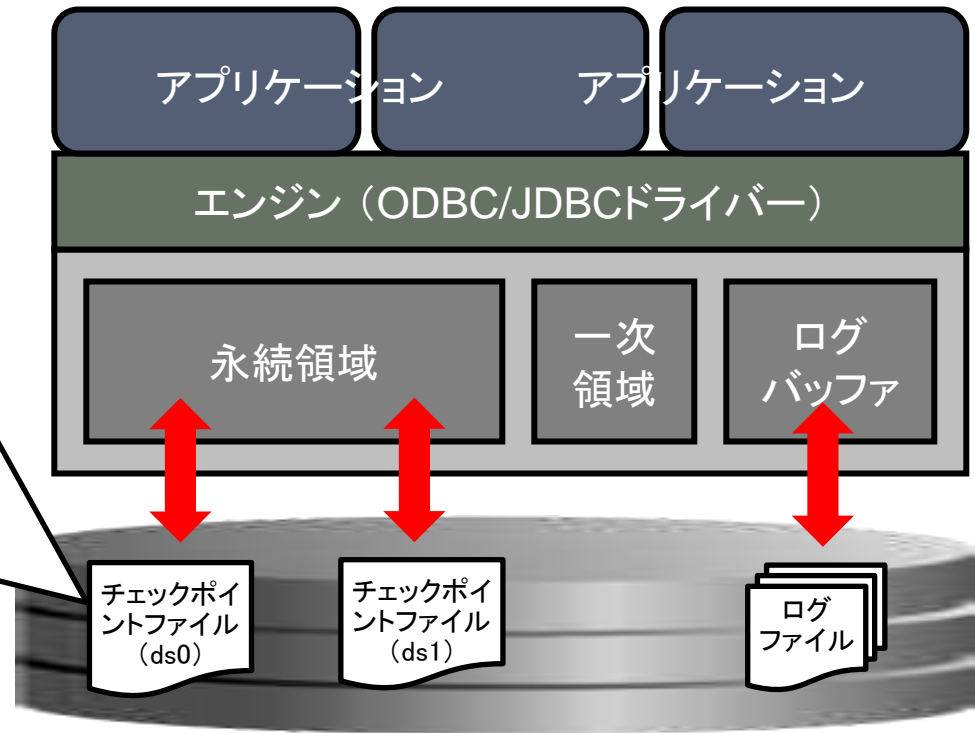 アプリケーション アプリケーション
エンジン（ODBC/JDBCドライバー）
永続領域
一次
領域
ログ
バッファ
チェックポイ
ントファイル
（ds0）
チェックポイ
ントファイル
（ds1）
ログ
ファイル